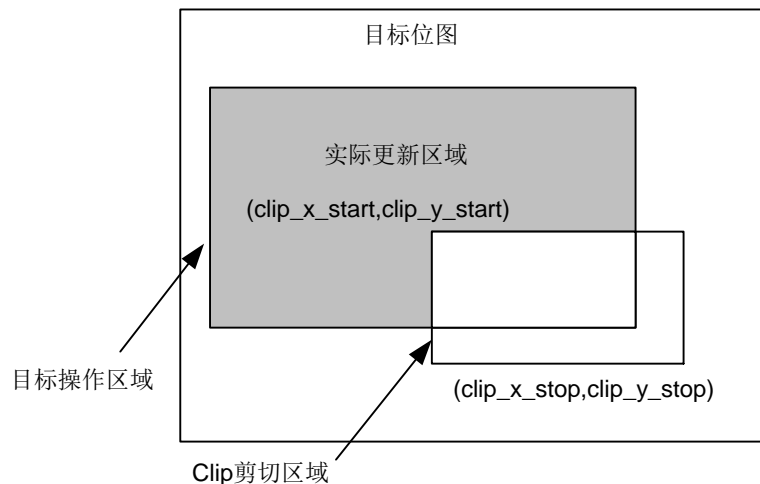 目标位图
实际更新区域
(clip_x_start,clip_y_start)
目标操作区域
(clip_x_stop,clip_y_stop)
Clip剪切区域